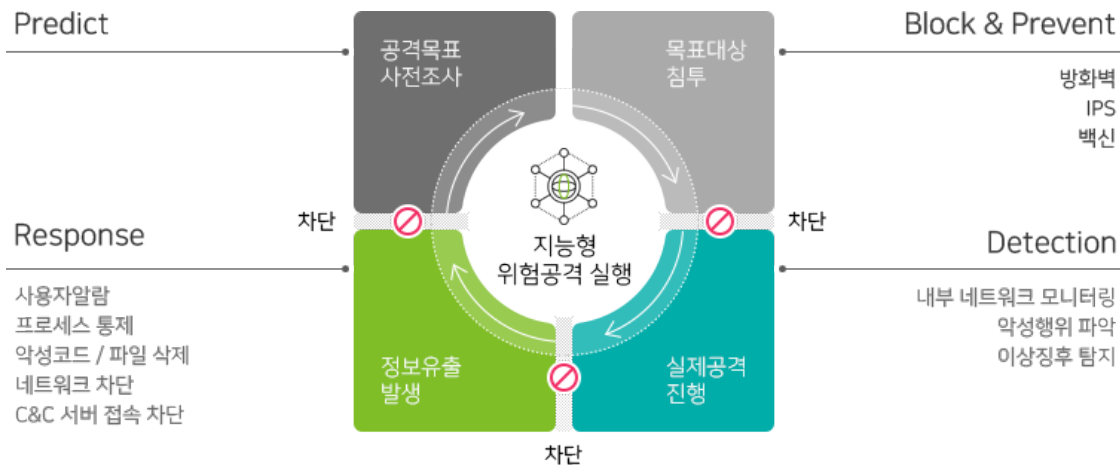 Predict
공격목표
사전조사
목표대상
침투
Block & Prevent
방화벽
IPS
백신
지능형
위험공격 실행
차단
차단
Response
사용자알람
프로세스 통제
악성코드 / 파일 삭제
네트워크 차단
C&C 서버 접속 차단
정보유출
발생
실제공격
진행
Detection
내부 네트워크 모니터링
악성행위 파악
이상징후 탐지
차단